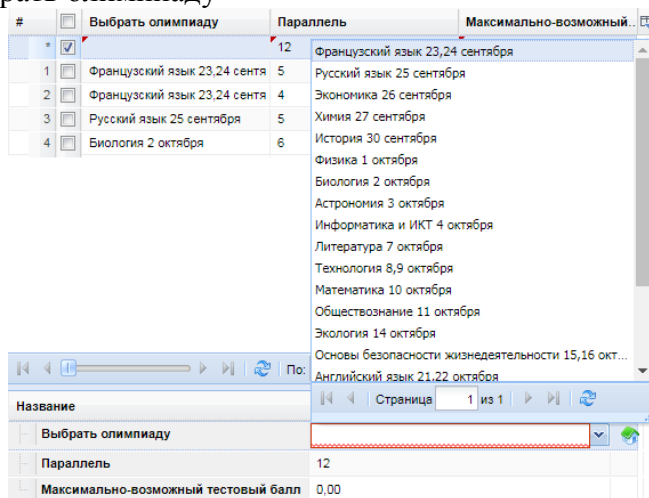 рать олимпиаду
# Выбрать олимпиаду Параллель Максимально-возможный..
* 12
1 Французский язык 23,24 сентя 5
2 Французский язык 23,24 сентя 4
3 Русский язык 25 сентября 5
4 Биология 2 октября 6
Французский язык 23,24 сентября
Русский язык 25 сентября
Экономика 26 сентября
Химия 27 сентября
История 30 сентября
Физика 1 октября
Биология 2 октября
Астрономия 3 октября
Информатика и ИКТ 4 октября
Литература 7 октября
Технология 8,9 октября
Математика 10 октября
Обществознание 11 октября
Экология 14 октября
Основы безопасности жизнедеятельности 15,16 окт...
Английский язык 21,22 октября
По:
Страница 1 из 1
Название
Выбрать олимпиаду
Параллель 12
Максимально-возможный тестовый балл 0,00